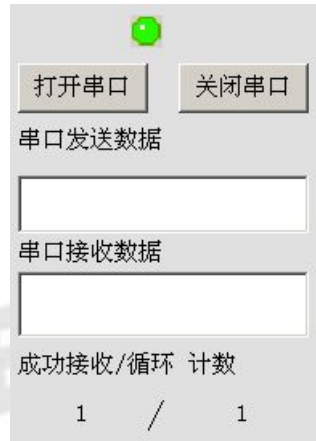 打开串口 关闭串口
串口发送数据
串口接收数据
成功接收/循环 计数
1 / 1